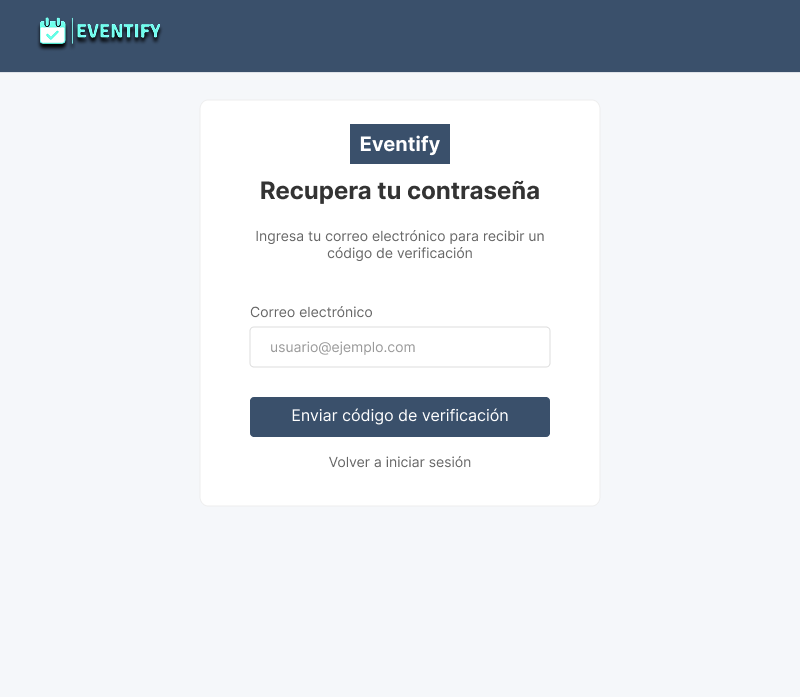 EVENTIFY
Eventify
Recupera tu contraseña
Ingresa tu correo electrónico para recibir un
código de verificación
Correo electrónico
usuario@ejemplo.com
Enviar código de verificación
Volver a iniciar sesión